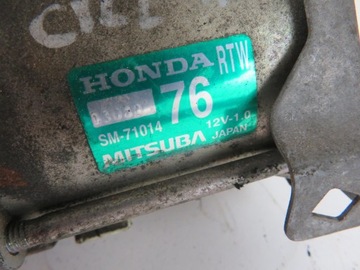 HONDA RTW
76
SM-71014 12V-1.0
MITSUBA JAPAN